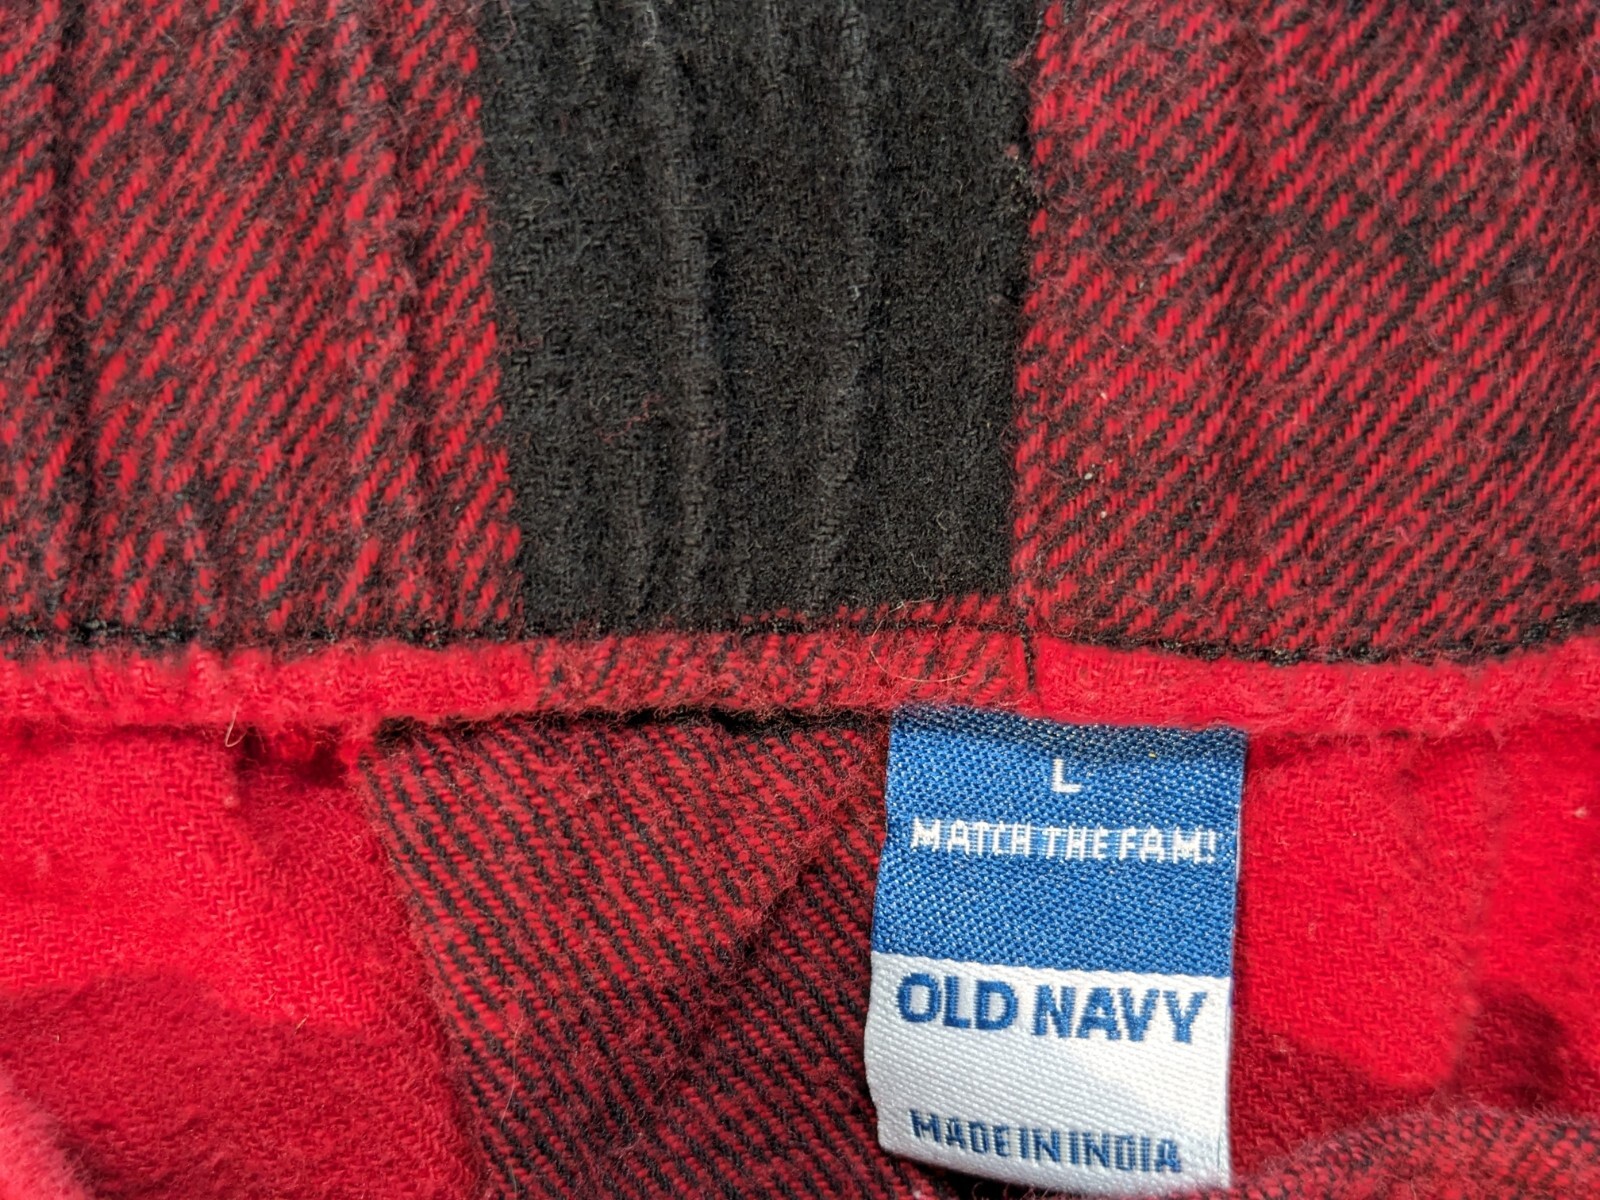 L
MATCH THE FAM!
OLD NAVY
MADE IN INDIA